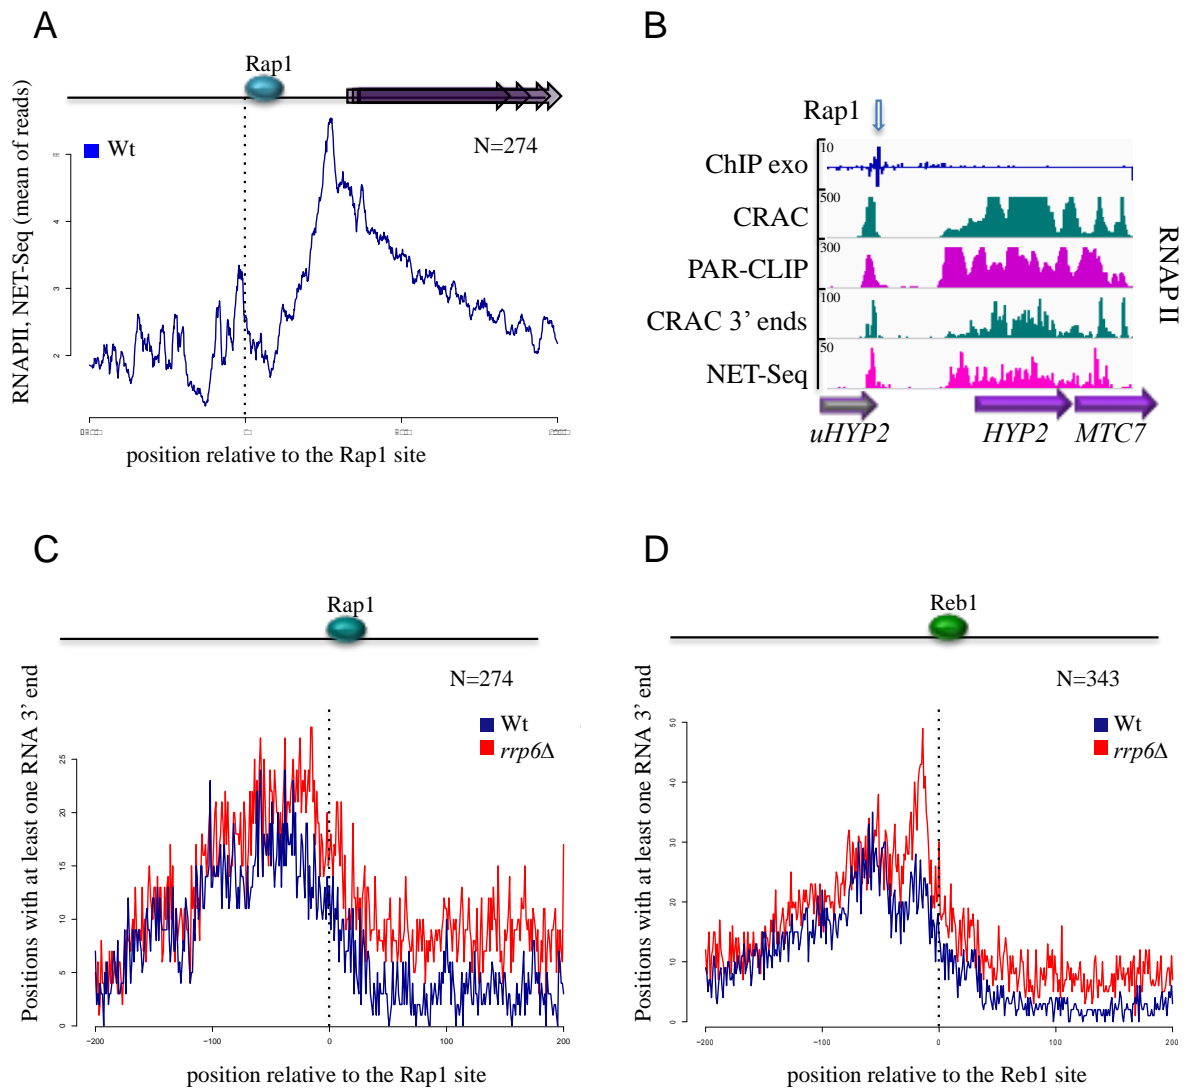 A
Rap1
N=274
Wt
RNAPII, NET-Seq (mean of reads)
4
3
2
position relative to the Rap1 site
B
Rap1
10
ChIP exo
500
CRAC
300
PAR-CLIP
100
CRAC 3' ends
50
NET-Seq
RNAP II
uHYP2
HYP2
MTC7
C
Rap1
N=274
Wt
rrp6Δ
Positions with at least one RNA 3' end
25
20
15
10
5
0
−200
−100
0
100
200
position relative to the Rap1 site
D
Reb1
N=343
Wt
rrp6Δ
Positions with at least one RNA 3' end
50
40
30
20
10
0
−200
−100
0
100
200
position relative to the Reb1 site